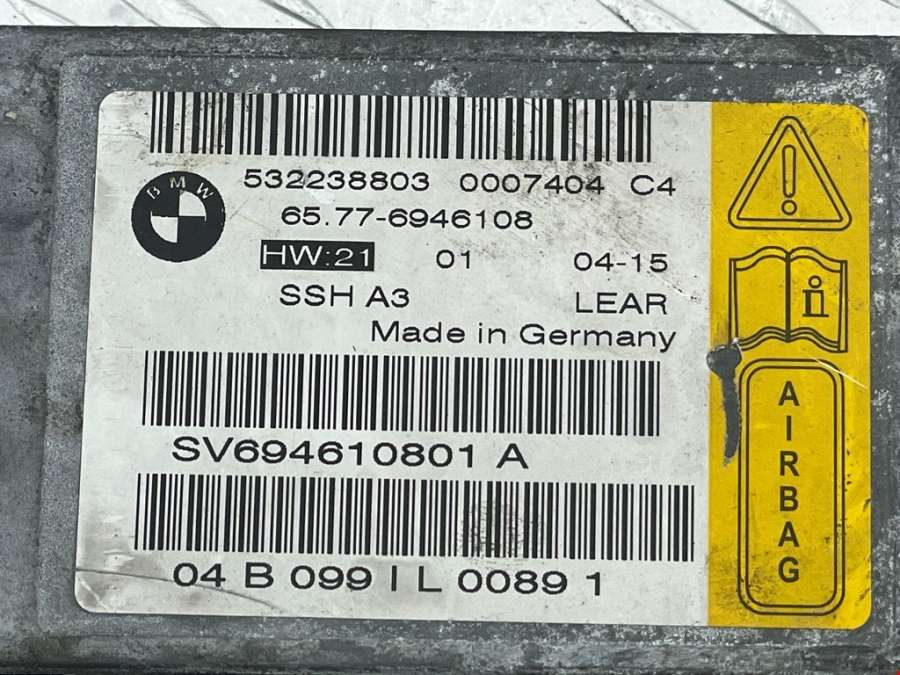 532238803 0007404 C4
BMW
65.77-6946108
HW:21 01 04-15
SSH A3 LEAR
Made in Germany
SV694610801 A
04 B 099 I L 0089 1
AIRBAG